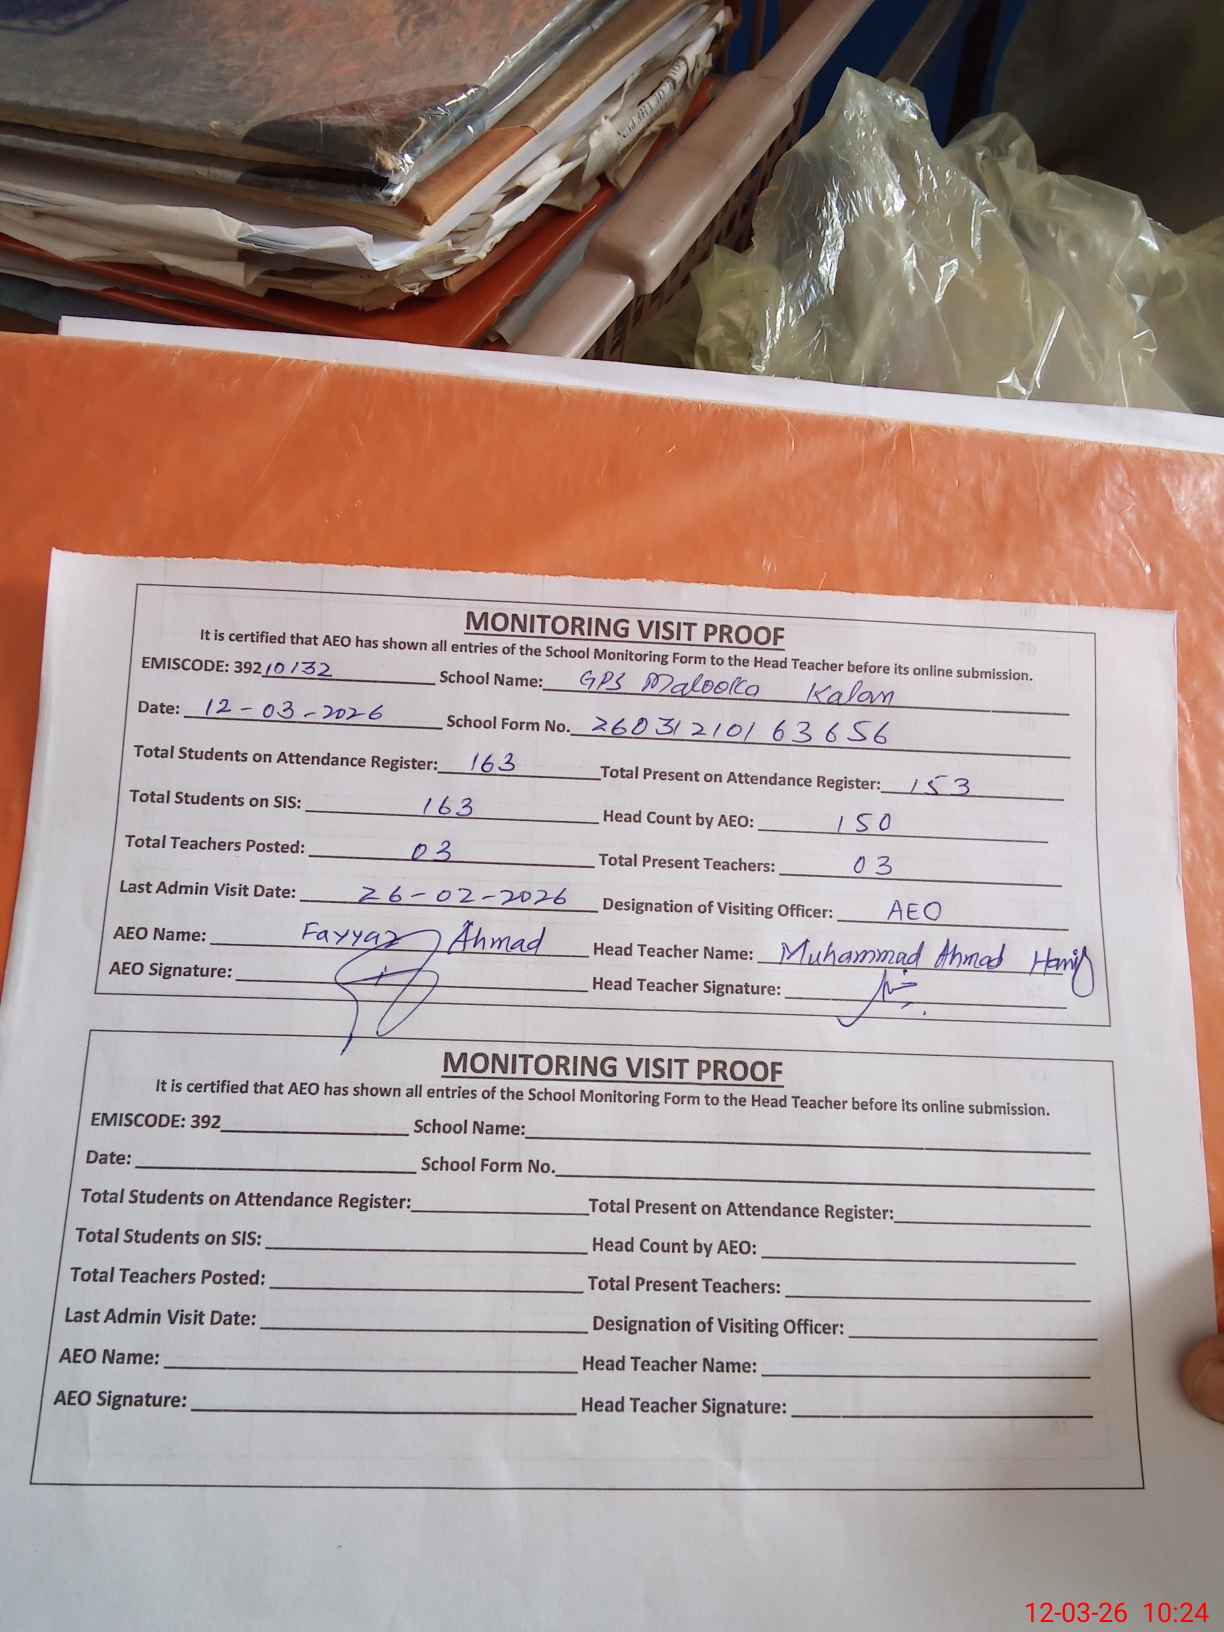 MONITORING VISIT PROOF
It is certified that AEO has shown all entries of the School Monitoring Form to the Head Teacher before its online submission.
EMISCODE: 39210132 School Name: GPS Malooka Kalan
Date: 12-03-2026 School Form No. 26031210163656
Total Students on Attendance Register: 163 Total Present on Attendance Register: 153
Total Students on SIS: 163 Head Count by AEO: 150
Total Teachers Posted: 03 Total Present Teachers: 03
Last Admin Visit Date: 26-02-2026 Designation of Visiting Officer: AEO
AEO Name: Fayyaz Ahmad Head Teacher Name: Muhammad Ahmad Hanif
AEO Signature: Head Teacher Signature:
MONITORING VISIT PROOF
It is certified that AEO has shown all entries of the School Monitoring Form to the Head Teacher before its online submission.
EMISCODE: 392 School Name:
Date: School Form No.
Total Students on Attendance Register: Total Present on Attendance Register:
Total Students on SIS: Head Count by AEO:
Total Teachers Posted: Total Present Teachers:
Last Admin Visit Date: Designation of Visiting Officer:
AEO Name: Head Teacher Name:
AEO Signature: Head Teacher Signature:
12-03-26 10:24